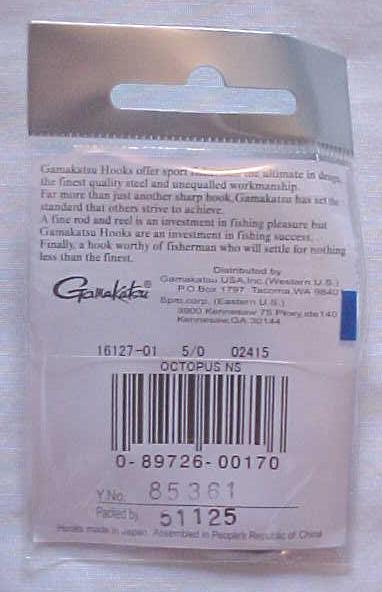 Gamakatsu Hooks offer sport the ultimate in design,
the finest quality steel and unequalled workmanship.
Far more than just another sharp hook, Gamakatsu has set the
standard that others strive to achieve.
A fine rod and reel is an investment in fishing pleasure but
Gamakatsu Hooks are an investment in fishing success.
Finally, a hook worthy of fisherman who will settle for nothing
less than the finest.
Distributed by
Gamakatsu USA,Inc.(Western U.S.)
P.O.Box 1797. Tacoma,WA 9840
Spm.corp. (Eastern U.S.)
3900 Kennesaw 75 Pkwy,ste140
Kennesaw,GA 30144
Gamakatsu®
16127-01 5/0 02415
OCTOPUS NS
0-89726-00170
Y.No. 85361
Packed by 51125
Hooks made in Japan. Assembled in People's Republic of China